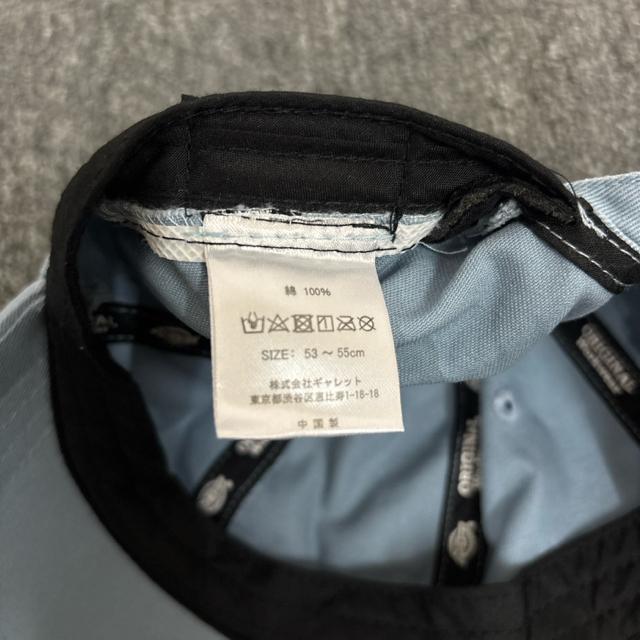 綿 100%
SIZE: 53 ～ 55cm
株式会社ギャレット
東京都渋谷区恵比寿1-18-18
中国製
ORIGINAL